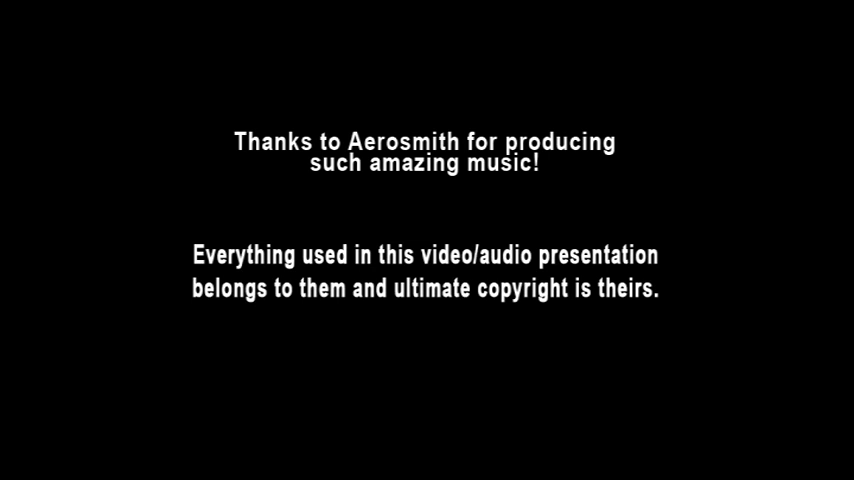 Thanks to Aerosmith for producing
such amazing music!
Everything used in this video/audio presentation
belongs to them and ultimate copyright is theirs.